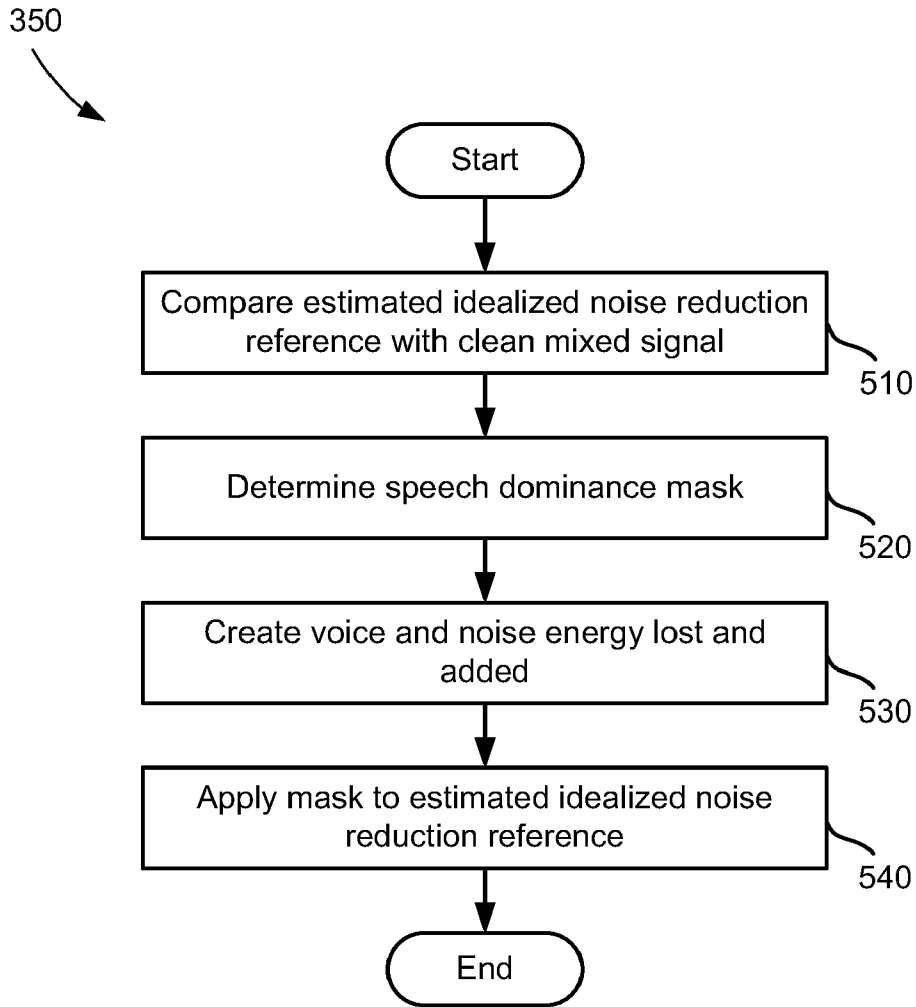 350
Start
Compare estimated idealized noise reduction
reference with clean mixed signal
510
Determine speech dominance mask
520
Create voice and noise energy lost and
added
530
Apply mask to estimated idealized noise
reduction reference
540
End